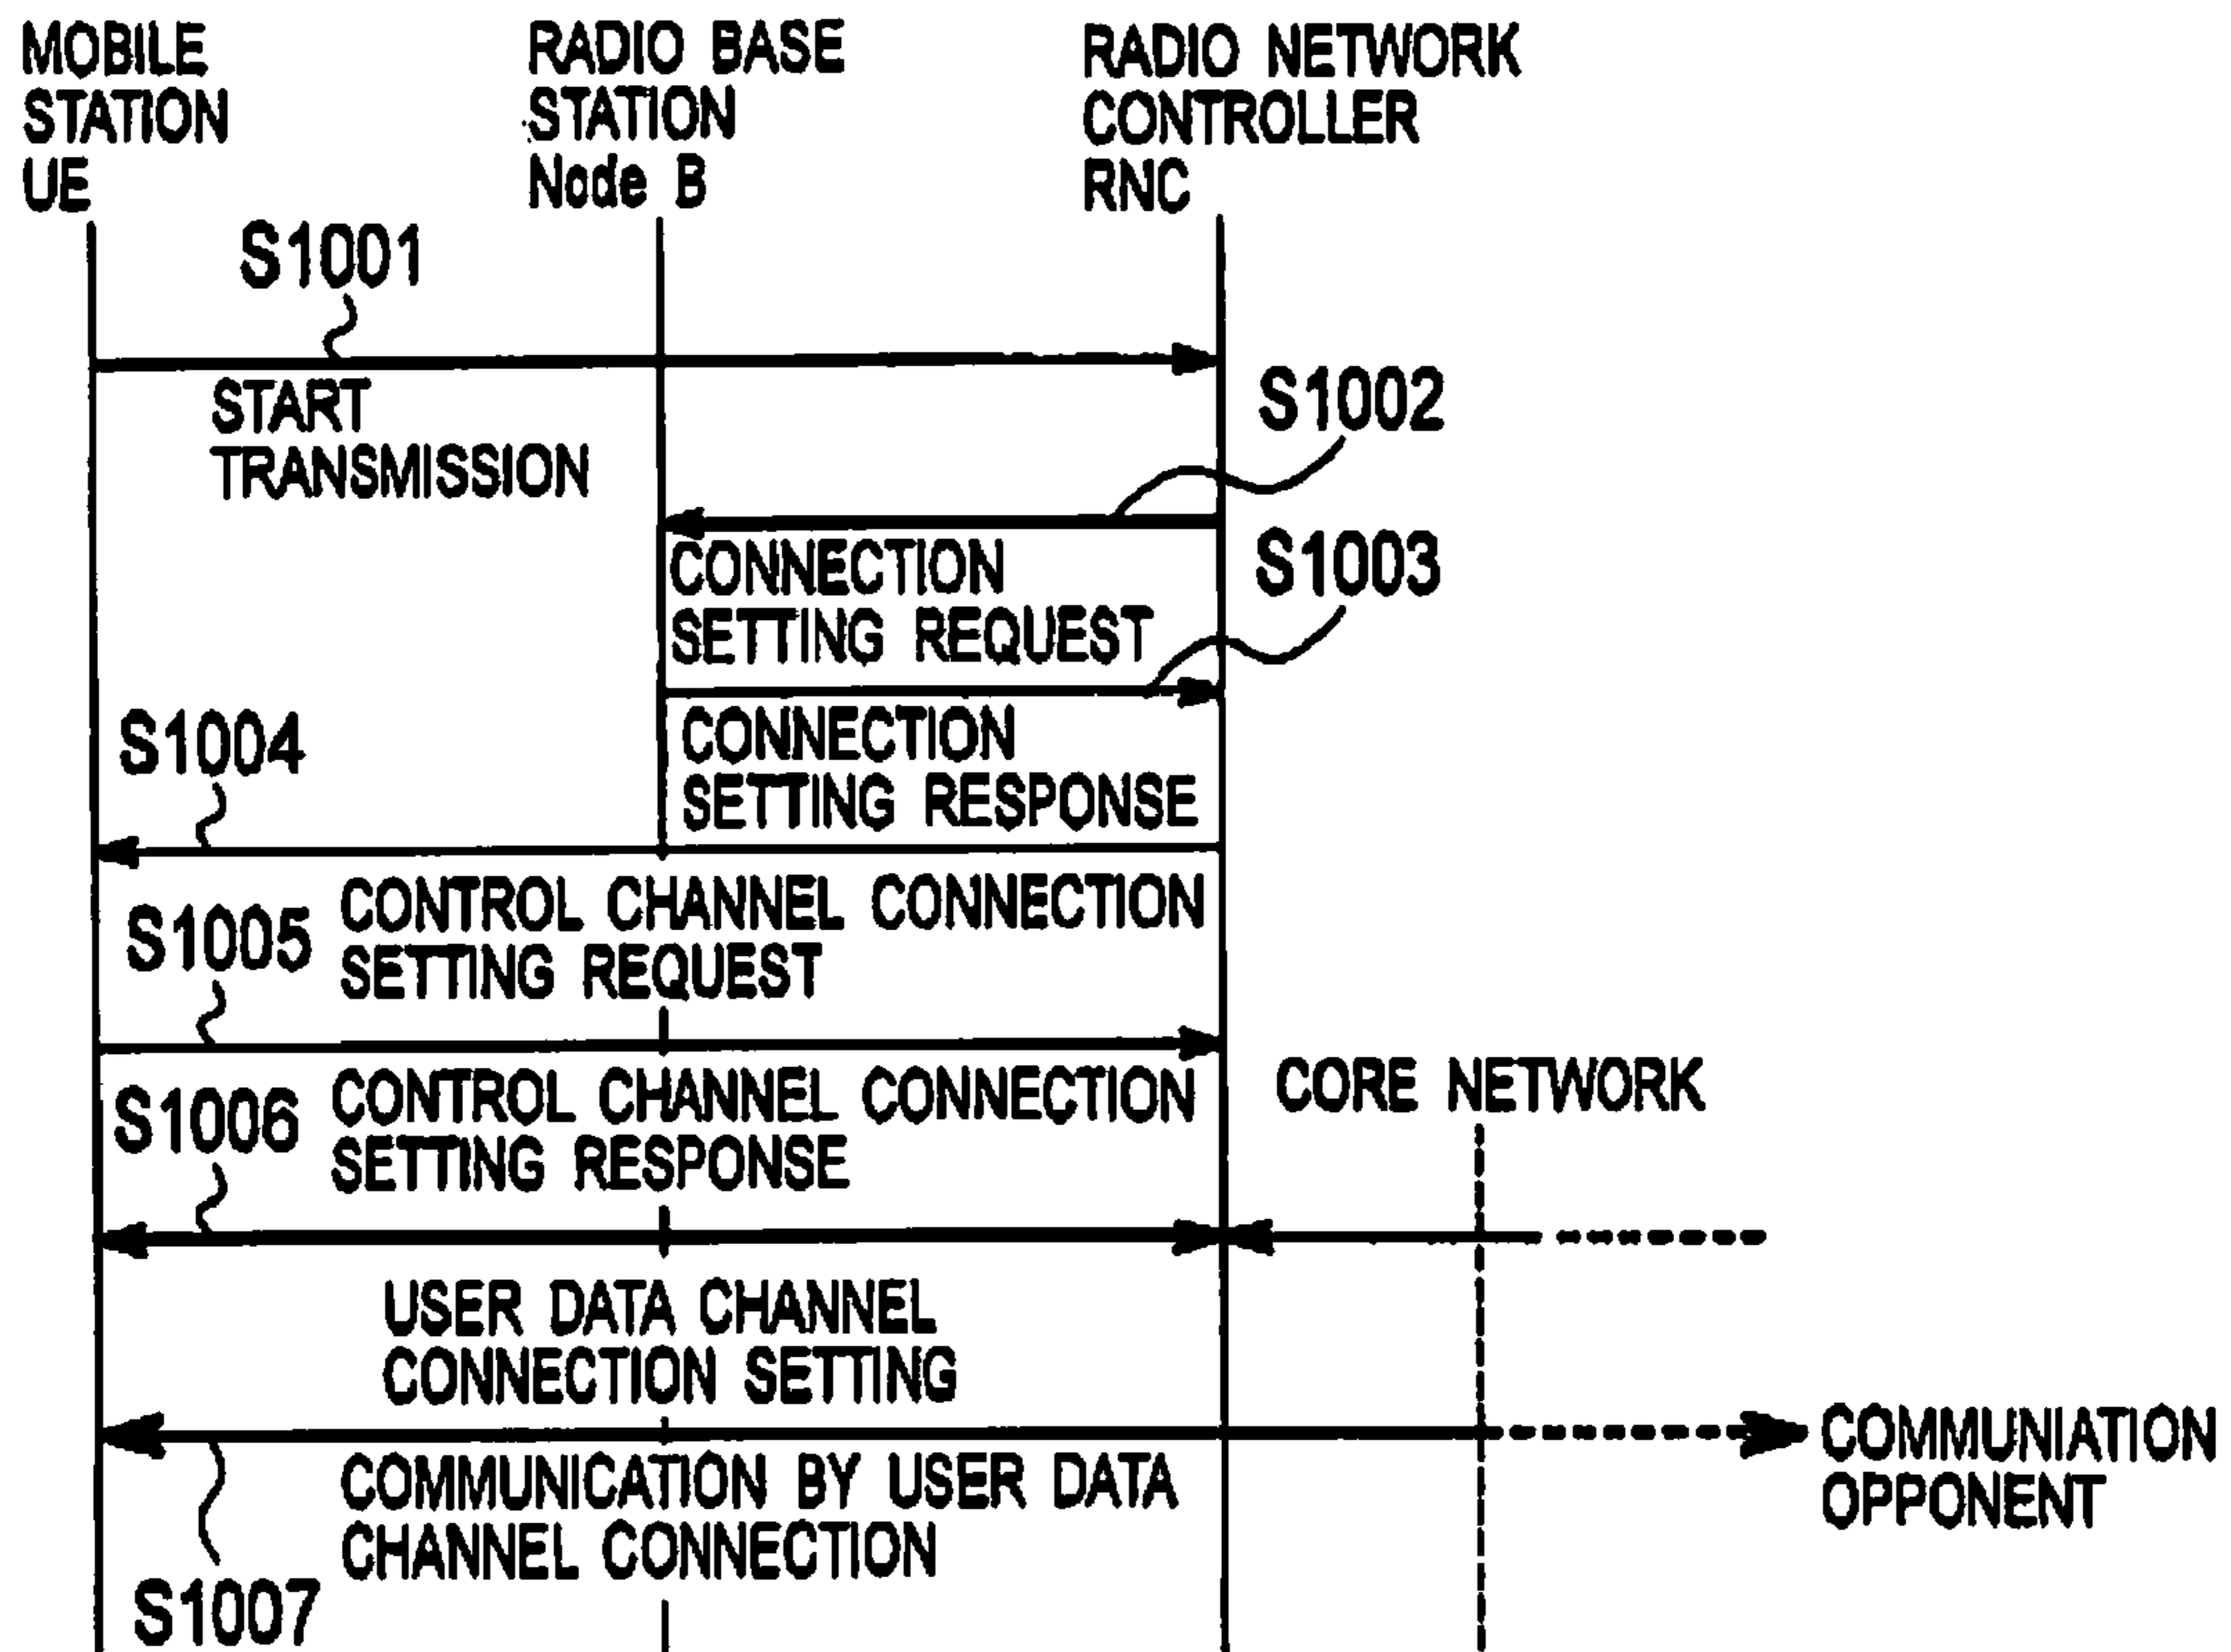 MOBILE
STATION
UE
RADIO BASE
STATION
Node B
RADIO NETWORK
CONTROLLER
RNC
S1001
START
TRANSMISSION
S1002
CONNECTION
SETTING REQUEST
S1003
CONNECTION
SETTING RESPONSE
S1004
CONTROL CHANNEL CONNECTION
SETTING REQUEST
S1005
CONTROL CHANNEL CONNECTION
SETTING RESPONSE
CORE NETWORK
S1006
USER DATA CHANNEL
CONNECTION SETTING
COMMUNIATION
OPPONENT
COMMUNICATION BY USER DATA
CHANNEL CONNECTION
S1007